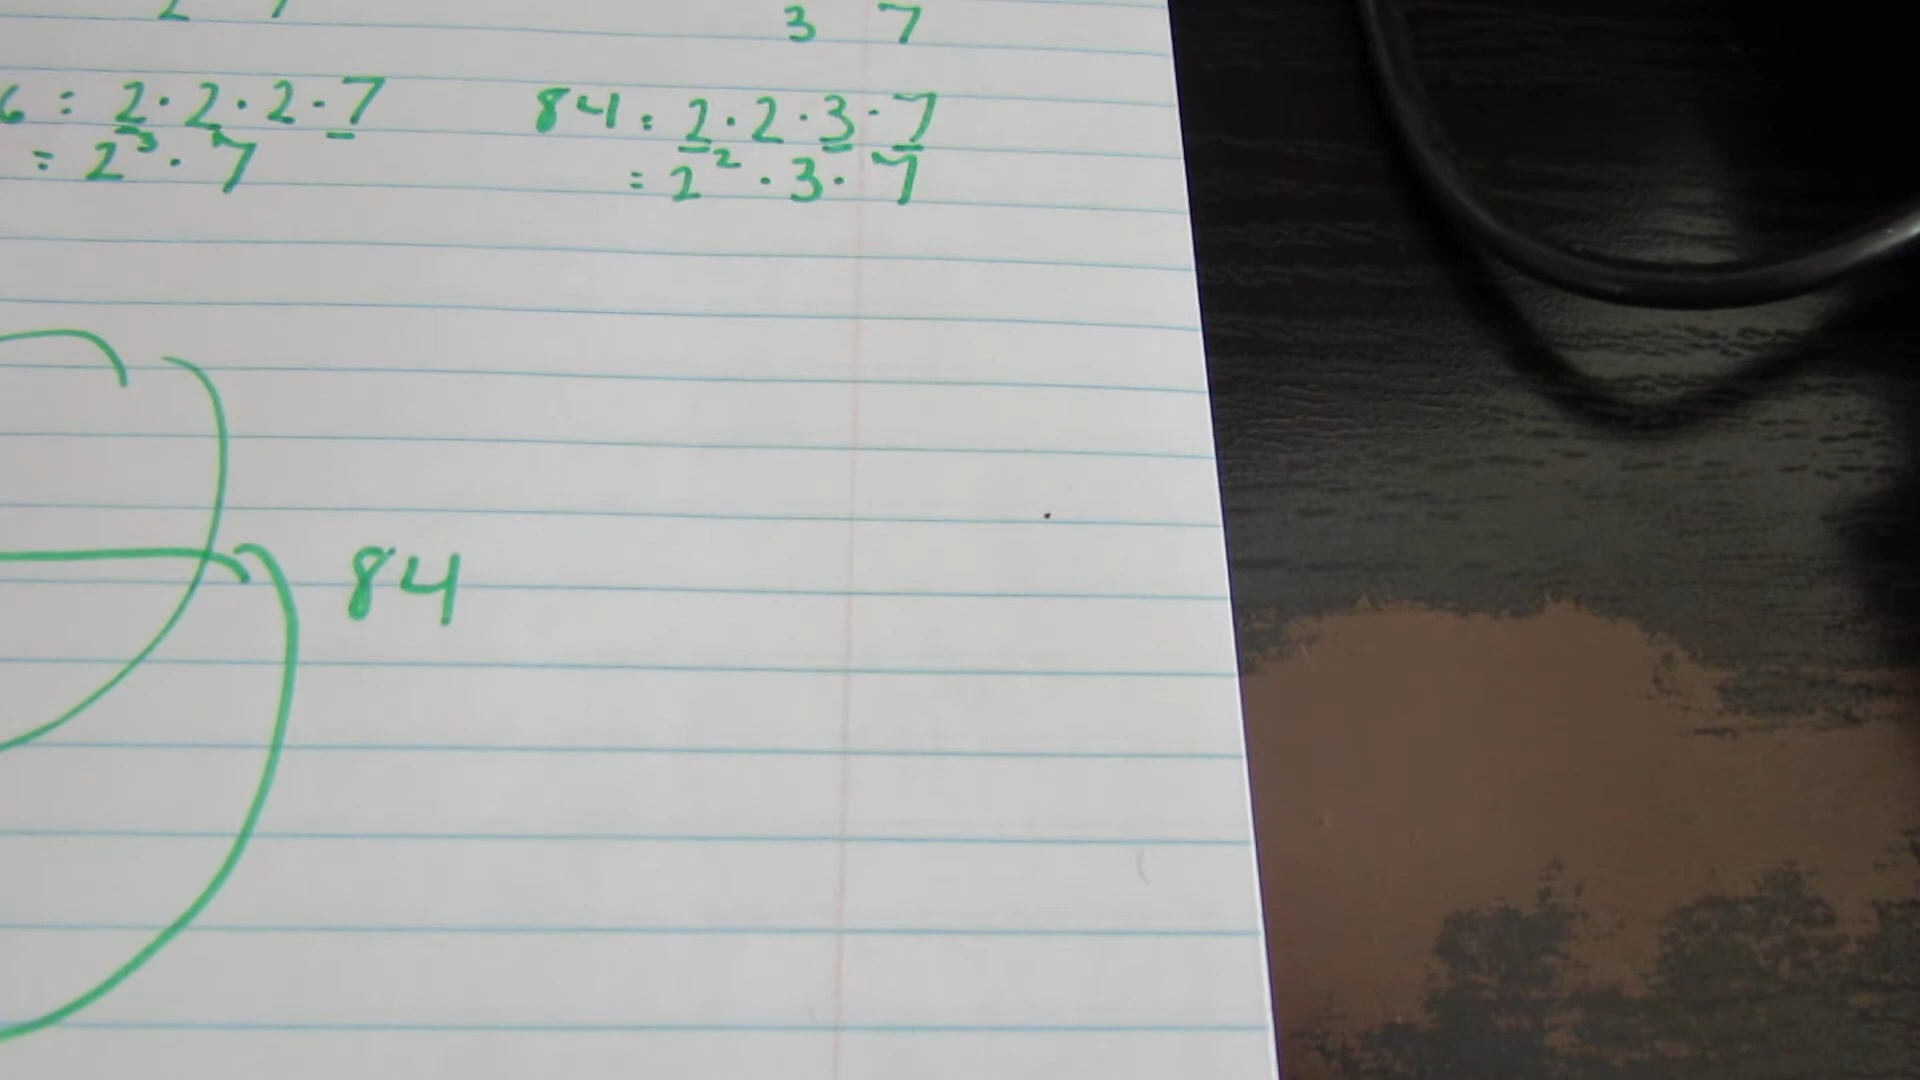 3 7
6 = 2·2·2·7
= 2³·7
84 = 2·2·3·7
= 2²·3·7
84